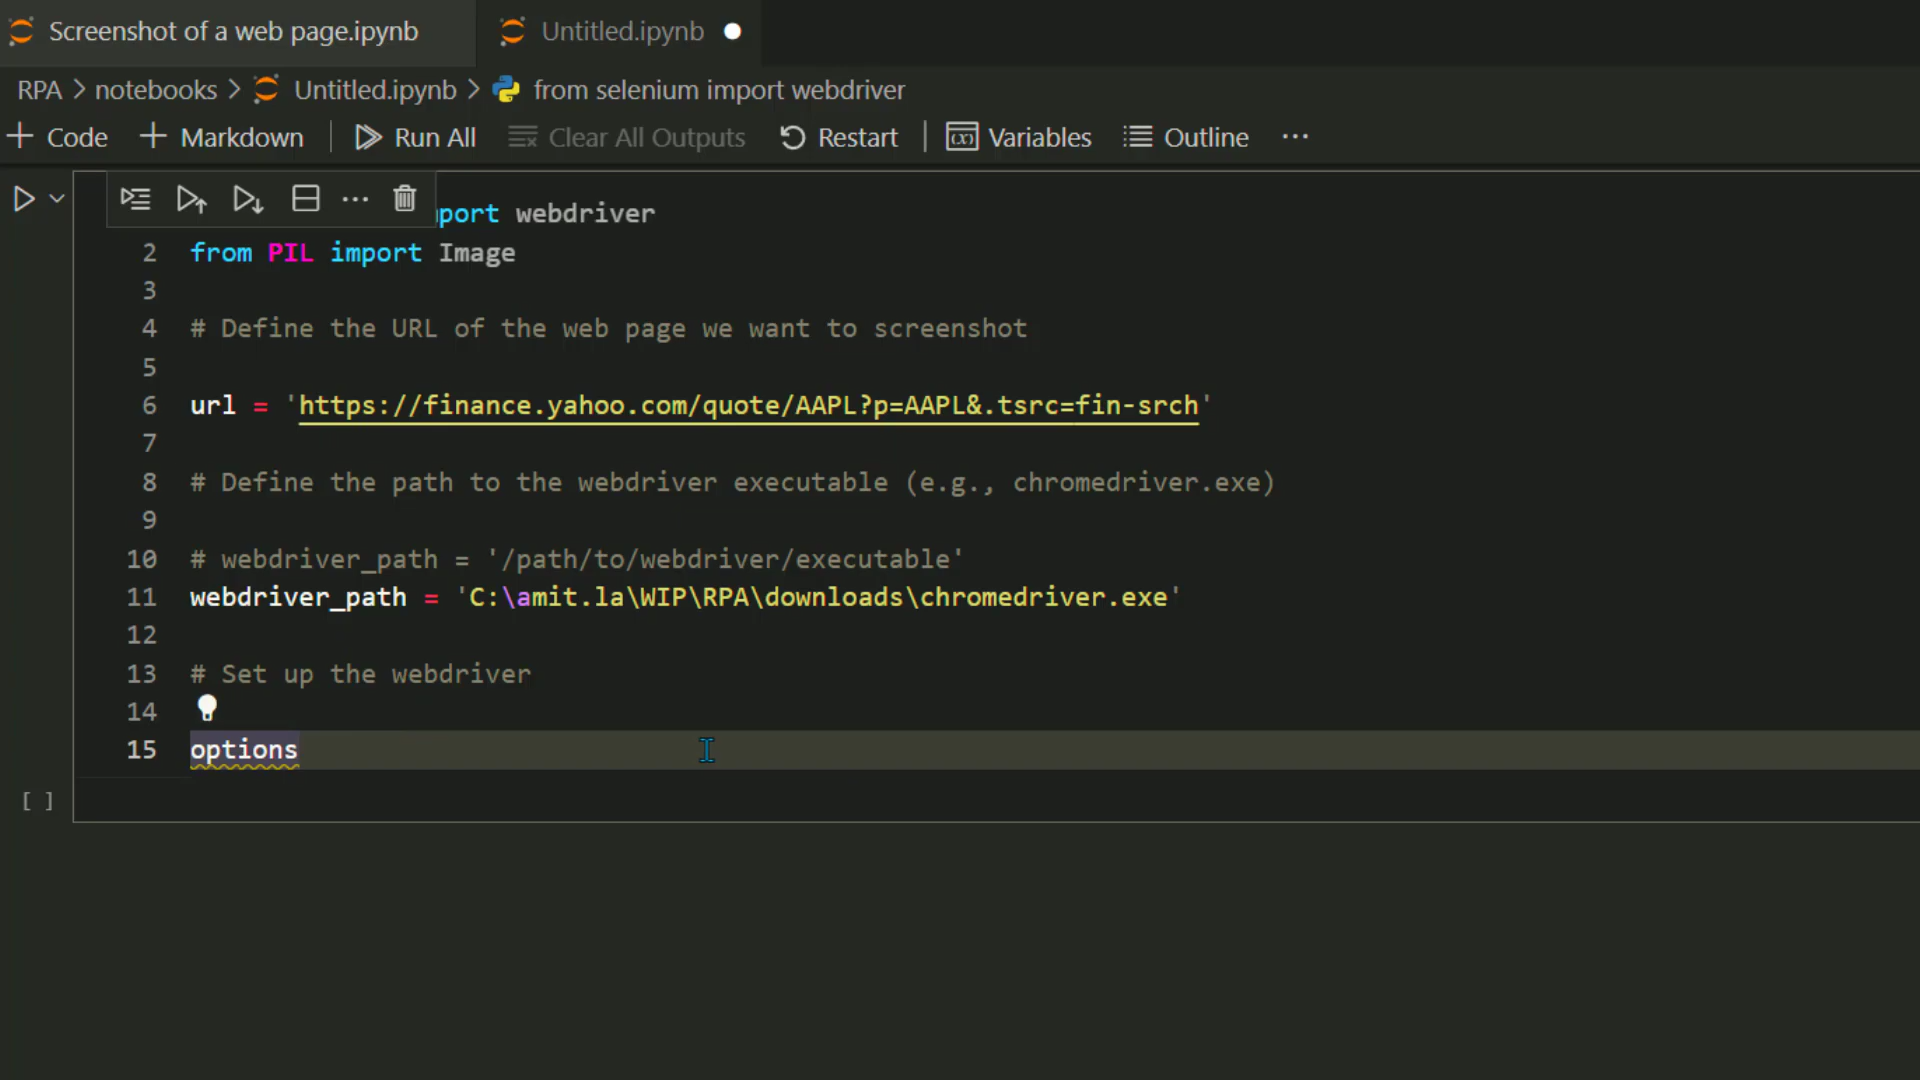 Screenshot of a web page.ipynb Untitled.ipynb
RPA > notebooks > Untitled.ipynb > from selenium import webdriver
+ Code + Markdown | Run All Clear All Outputs Restart | Variables Outline ...
port webdriver
2 from PIL import Image
3
4 # Define the URL of the web page we want to screenshot
5
6 url = 'https://finance.yahoo.com/quote/AAPL?p=AAPL&.tsrc=fin-srch'
7
8 # Define the path to the webdriver executable (e.g., chromedriver.exe)
9
10 # webdriver_path = '/path/to/webdriver/executable'
11 webdriver_path = 'C:\amit.la\WIP\RPA\downloads\chromedriver.exe'
12
13 # Set up the webdriver
14
15 options
[ ]